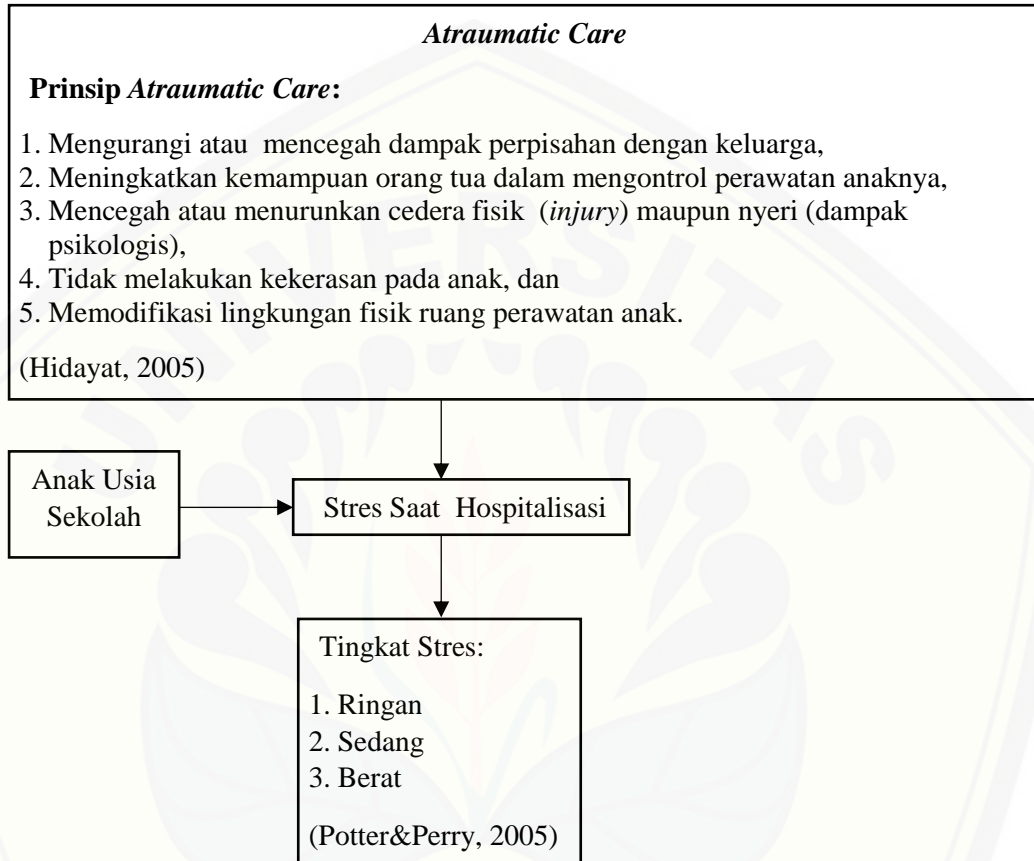 Atraumatic Care
Prinsip Atraumatic Care:
1. Mengurangi atau mencegah dampak perpisahan dengan keluarga,
2. Meningkatkan kemampuan orang tua dalam mengontrol perawatan anaknya,
3. Mencegah atau menurunkan cedera fisik (injury) maupun nyeri (dampak
psikologis),
4. Tidak melakukan kekerasan pada anak, dan
5. Memodifikasi lingkungan fisik ruang perawatan anak.
(Hidayat, 2005)
Anak Usia
Sekolah
Stres Saat Hospitalisasi
Tingkat Stres:
1. Ringan
2. Sedang
3. Berat
(Potter&Perry, 2005)
UNIVERSITAS